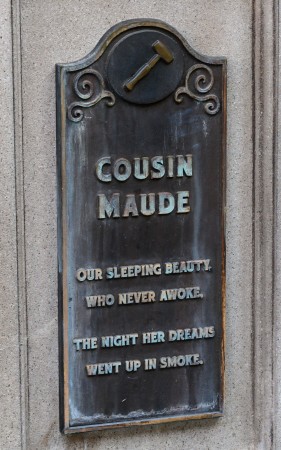 COUSIN
MAUDE
OUR SLEEPING BEAUTY,
WHO NEVER AWOKE,
THE NIGHT HER DREAMS
WENT UP IN SMOKE.